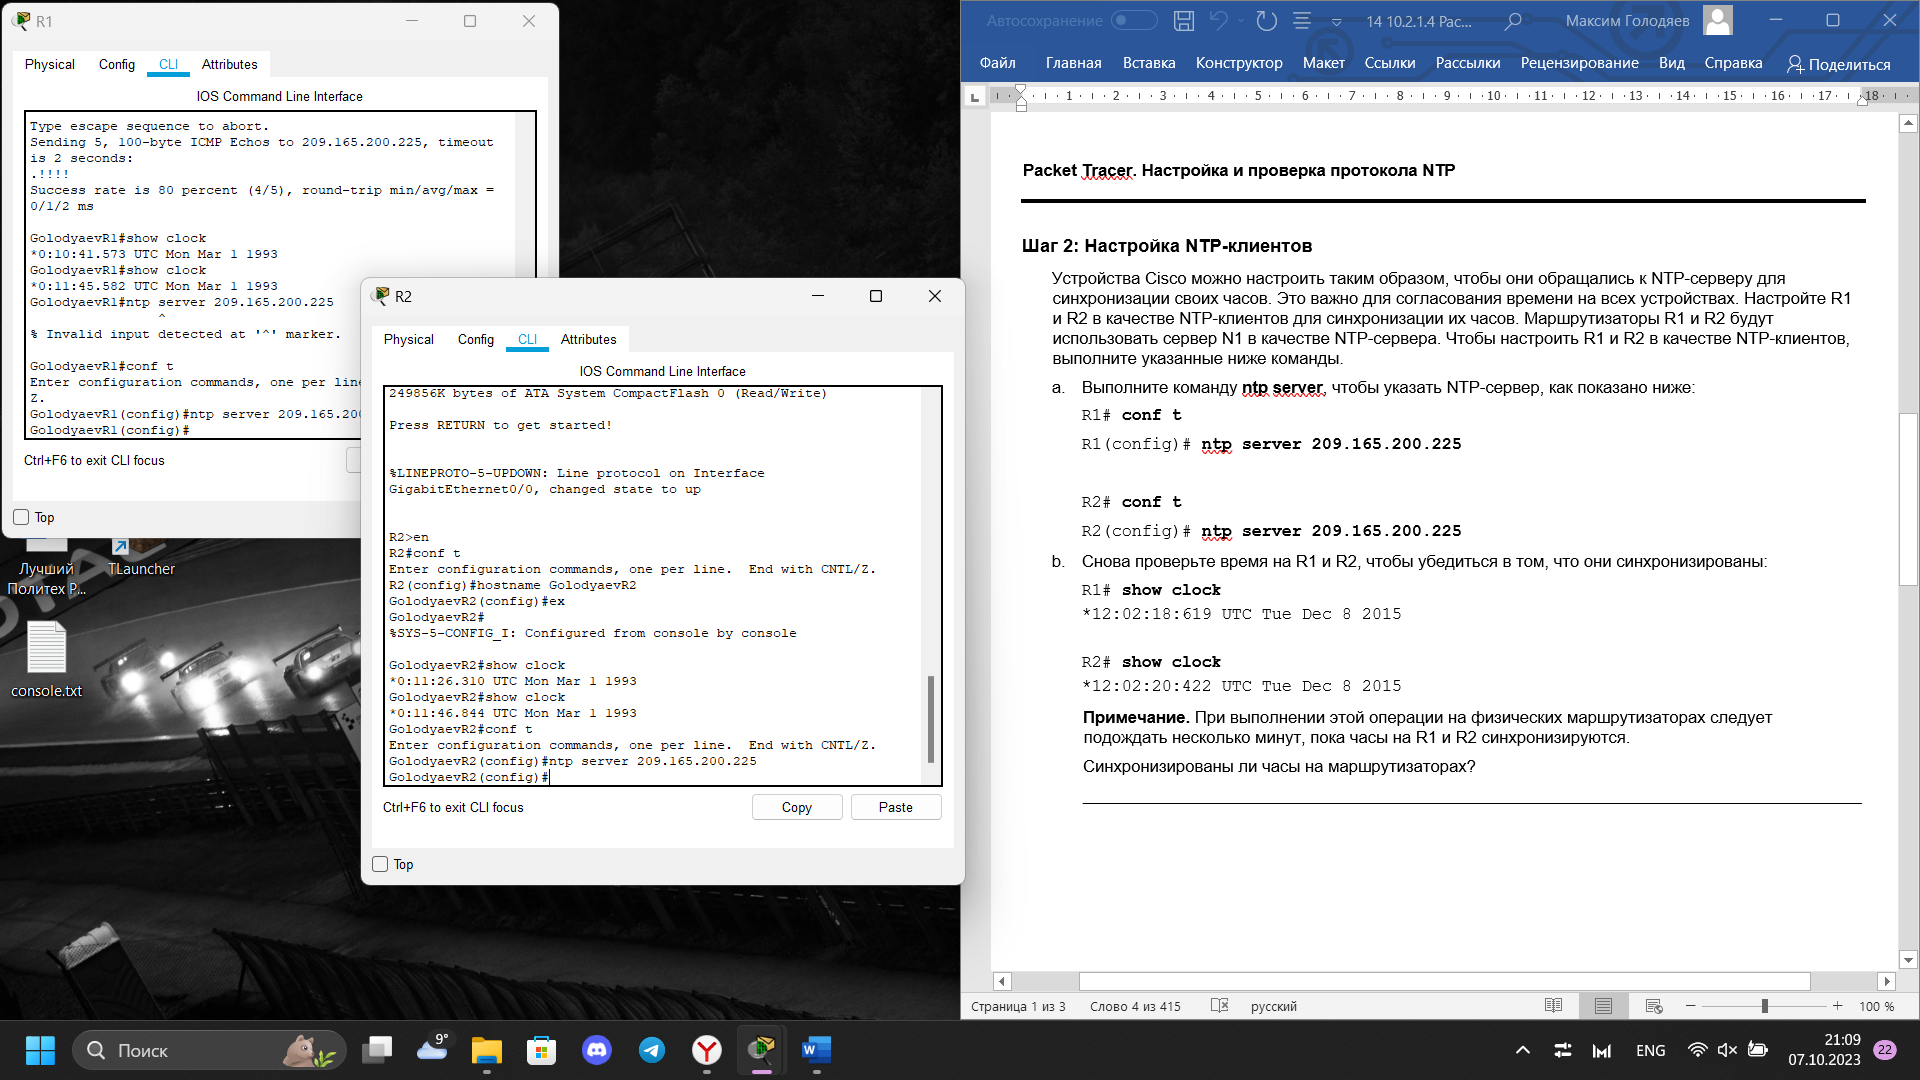 R1
Physical
Config
CLI
Attributes
IOS Command Line Interface
Type escape sequence to abort.
Sending 5, 100-byte ICMP Echos to 209.165.200.225, timeout
is 2 seconds:
.!!!!
Success rate is 80 percent (4/5), round-trip min/avg/max =
0/1/2 ms
GolodyaevR1#show clock
*0:10:41.573 UTC Mon Mar 1 1993
GolodyaevR1#show clock
*0:11:45.582 UTC Mon Mar 1 1993
GolodyaevR1#ntp server 209.165.200.225
^
% Invalid input detected at '^' marker.
GolodyaevR1#conf t
Enter configuration commands, one per line
Z.
GolodyaevR1(config)#ntp server 209.165.200
GolodyaevR1(config)#
Ctrl+F6 to exit CLI focus
Top
R2
Physical
Config
CLI
Attributes
IOS Command Line Interface
249856K bytes of ATA System CompactFlash 0 (Read/Write)
Press RETURN to get started!
%LINEPROTO-5-UPDOWN: Line protocol on Interface
GigabitEthernet0/0, changed state to up
R2>en
R2#conf t
Enter configuration commands, one per line.  End with CNTL/Z.
R2(config)#hostname GolodyaevR2
GolodyaevR2(config)#ex
GolodyaevR2#
%SYS-5-CONFIG_I: Configured from console by console
GolodyaevR2#show clock
*0:11:26.310 UTC Mon Mar 1 1993
GolodyaevR2#show clock
*0:11:46.844 UTC Mon Mar 1 1993
GolodyaevR2#conf t
Enter configuration commands, one per line.  End with CNTL/Z.
GolodyaevR2(config)#ntp server 209.165.200.225
GolodyaevR2(config)#
Ctrl+F6 to exit CLI focus
Copy
Paste
Top
Лучший
Политех Р...
TLauncher
console.txt
Автосохранение
14 10.2.1.4 Рас...
Максим Голодяев
Файл
Главная
Вставка
Конструктор
Макет
Ссылки
Рассылки
Рецензирование
Вид
Справка
Поделиться
1 2 3 4 5 6 7 8 9 10 11 12 13 14 15 16 17 18
Packet Tracer. Настройка и проверка протокола NTP
Шаг 2: Настройка NTP-клиентов
Устройства Cisco можно настроить таким образом, чтобы они обращались к NTP-серверу для
синхронизации своих часов. Это важно для согласования времени на всех устройствах. Настройте R1
и R2 в качестве NTP-клиентов для синхронизации их часов. Маршрутизаторы R1 и R2 будут
использовать сервер N1 в качестве NTP-сервера. Чтобы настроить R1 и R2 в качестве NTP-клиентов,
выполните указанные ниже команды.
a. Выполните команду ntp server, чтобы указать NTP-сервер, как показано ниже:
R1# conf t
R1(config)# ntp server 209.165.200.225
R2# conf t
R2(config)# ntp server 209.165.200.225
b. Снова проверьте время на R1 и R2, чтобы убедиться в том, что они синхронизированы:
R1# show clock
*12:02:18:619 UTC Tue Dec 8 2015
R2# show clock
*12:02:20:422 UTC Tue Dec 8 2015
Примечание. При выполнении этой операции на физических маршрутизаторах следует
подождать несколько минут, пока часы на R1 и R2 синхронизируются.
Синхронизированы ли часы на маршрутизаторах?
Страница 1 из 3
Слово 4 из 415
русский
100 %
Поиск
9°
ENG
21:09
07.10.2023
22